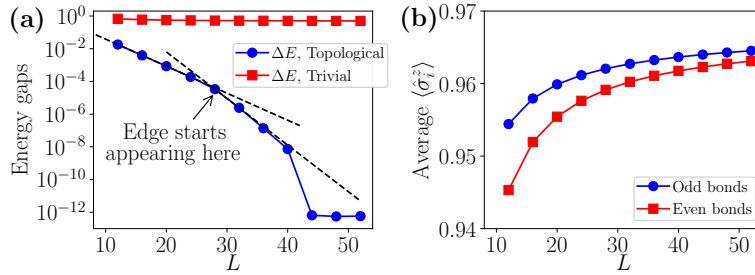 (a)
Energy gaps
10^0
10^{-2}
10^{-4}
10^{-6}
10^{-8}
10^{-10}
10^{-12}
ΔE, Topological
ΔE, Trivial
Edge starts
appearing here
10 20 30 40 50
L
(b)
Average ⟨σ̂_i^z⟩
0.97
0.96
0.95
0.94
Odd bonds
Even bonds
10 20 30 40 50
L